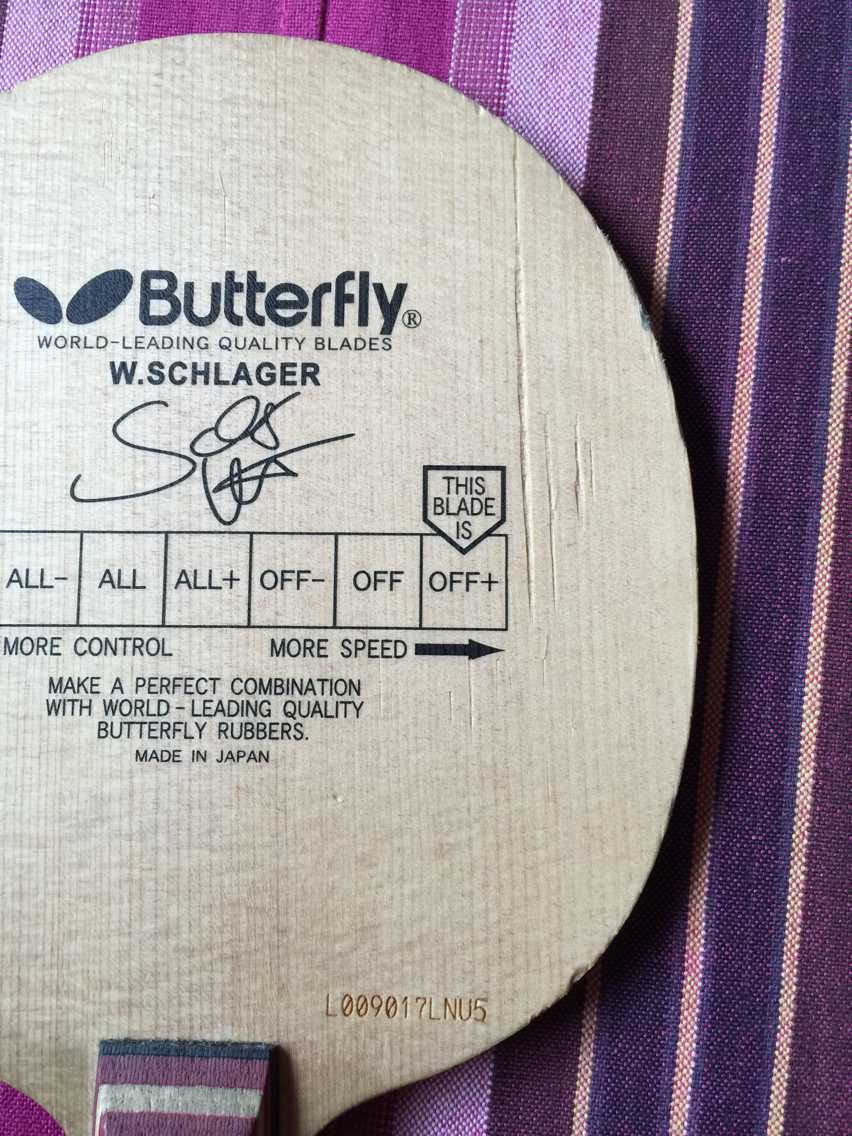 Butterfly®
WORLD-LEADING QUALITY BLADES
W.SCHLAGER
THIS
BLADE
IS
ALL- ALL ALL+ OFF- OFF OFF+
MORE CONTROL MORE SPEED
MAKE A PERFECT COMBINATION
WITH WORLD-LEADING QUALITY
BUTTERFLY RUBBERS.
MADE IN JAPAN
L009017LNU5